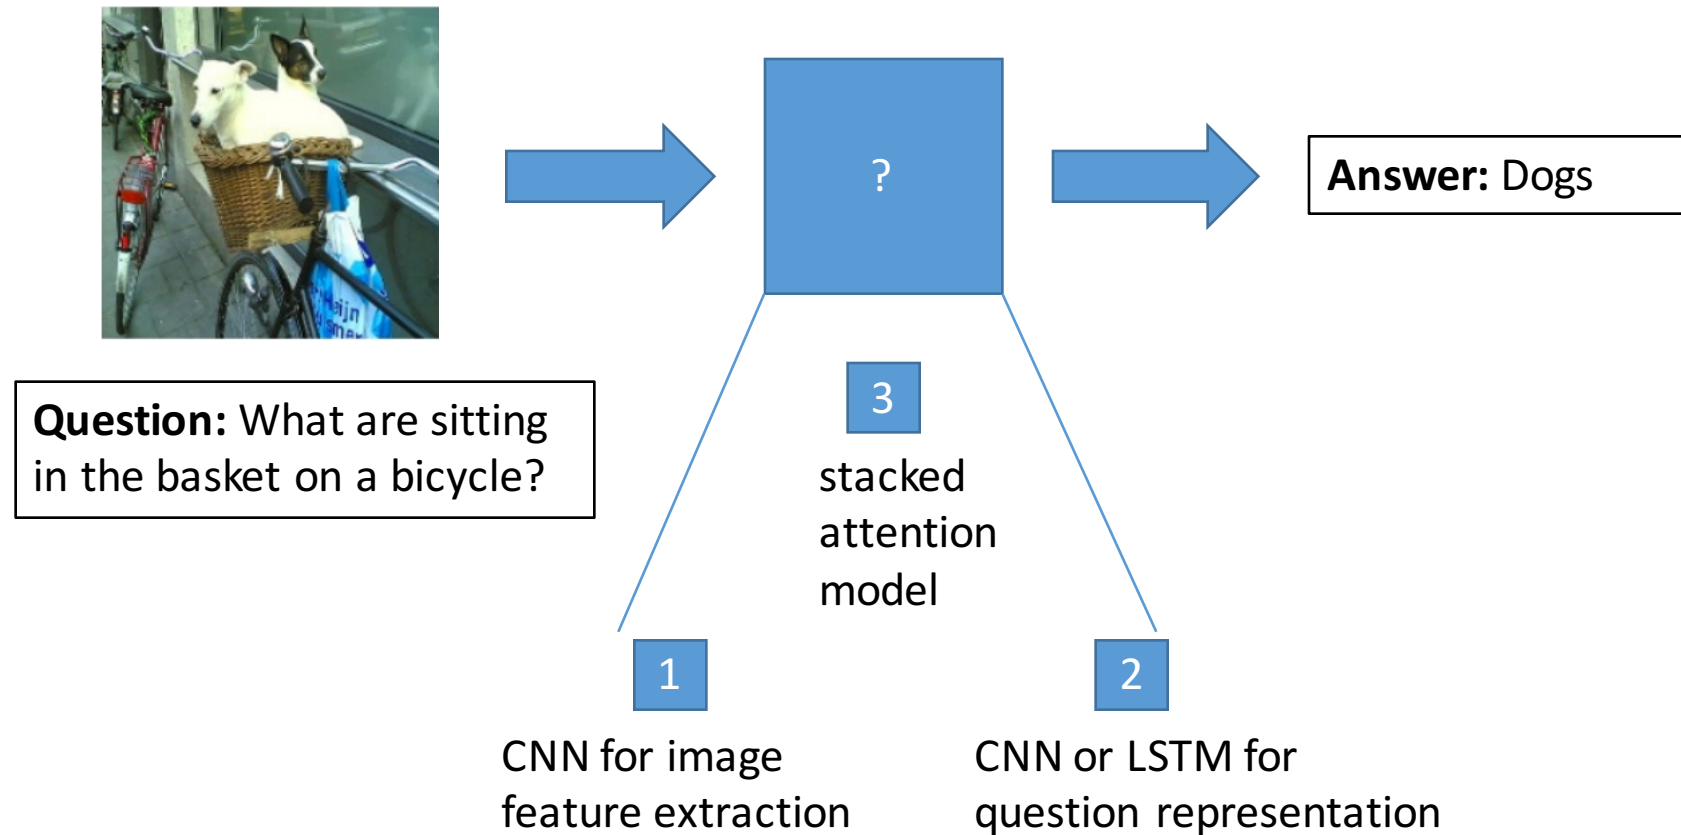 ?
Answer: Dogs
Question: What are sitting
in the basket on a bicycle?
3
stacked
attention
model
1
CNN for image
feature extraction
2
CNN or LSTM for
question representation